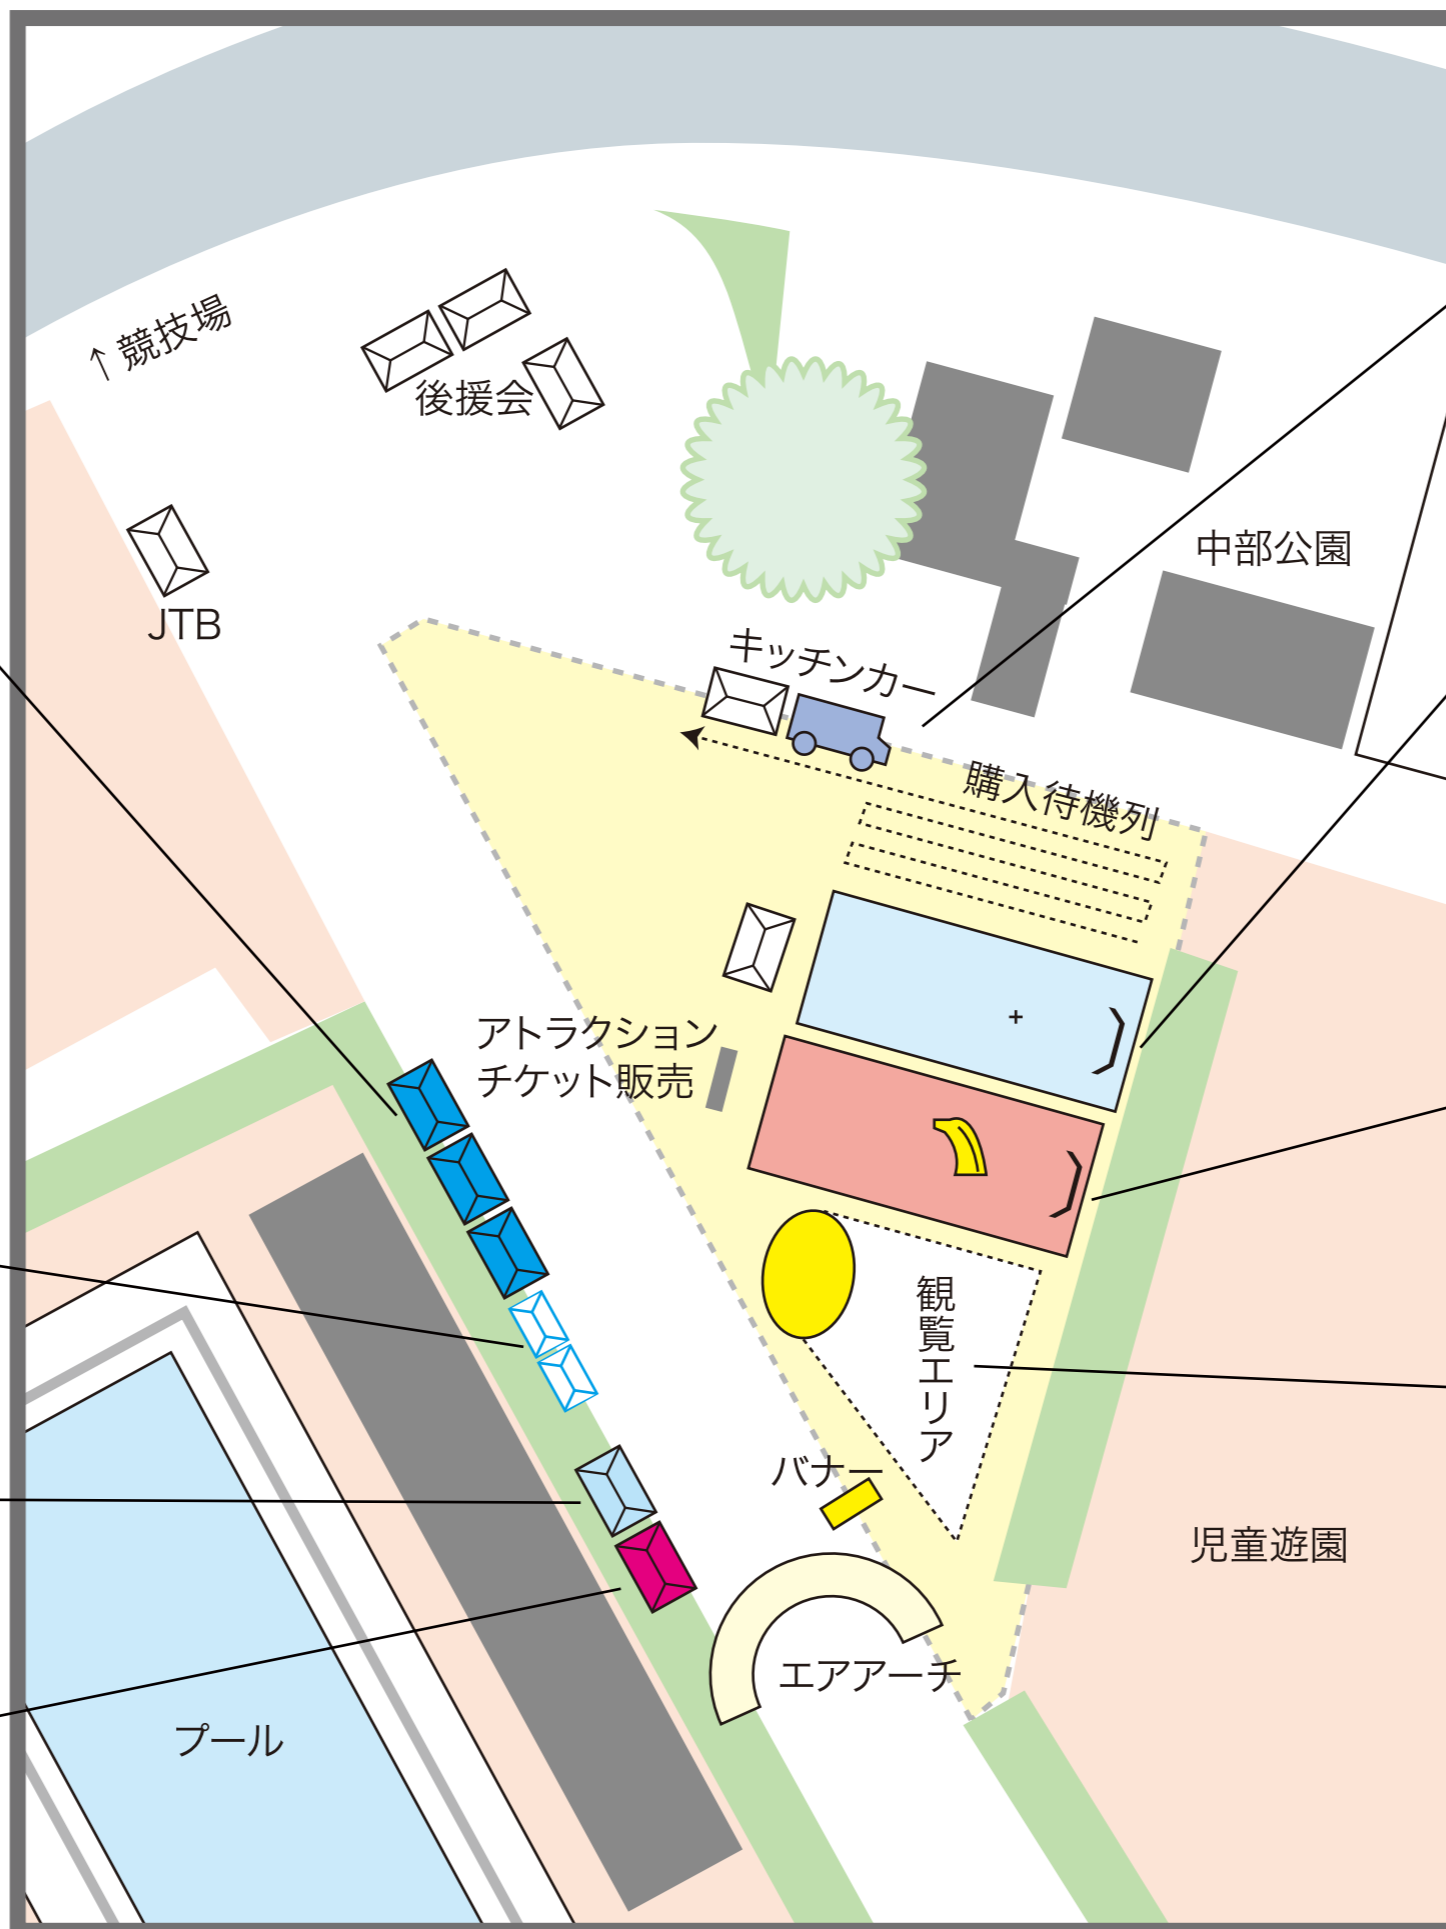 ↑競技場
後援会
中部公園
JTB
キッチンカー
購入待機列
アトラクション
チケット販売
観覧エリア
バナー
児童遊園
エアアーチ
プール